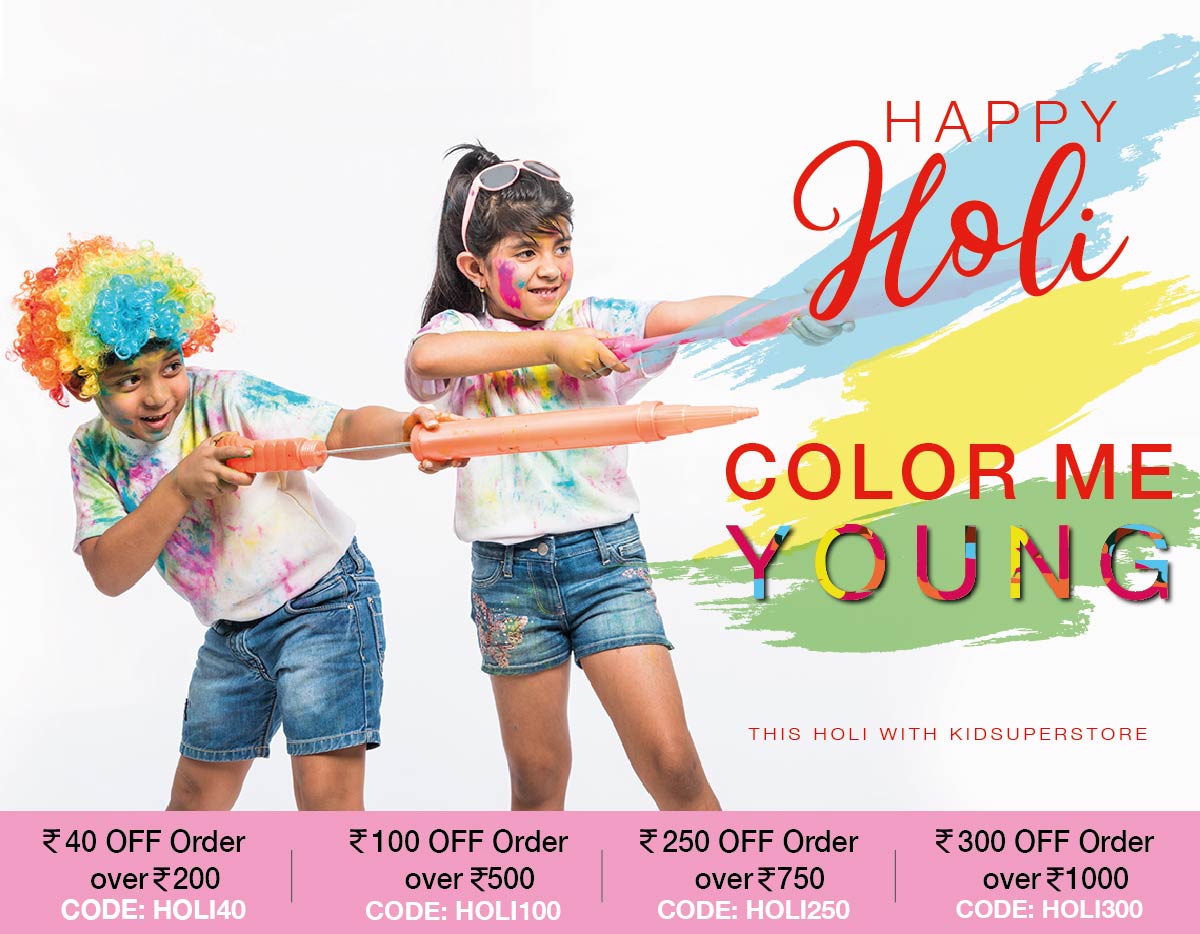 HAPPY
Holi
COLOR ME
YOUNG
THIS HOLI WITH KIDSUPERSTORE
₹40 OFF Order
over ₹200
CODE: HOLI40
₹100 OFF Order
over ₹500
CODE: HOLI100
₹250 OFF Order
over ₹750
CODE: HOLI250
₹300 OFF Order
over ₹1000
CODE: HOLI300